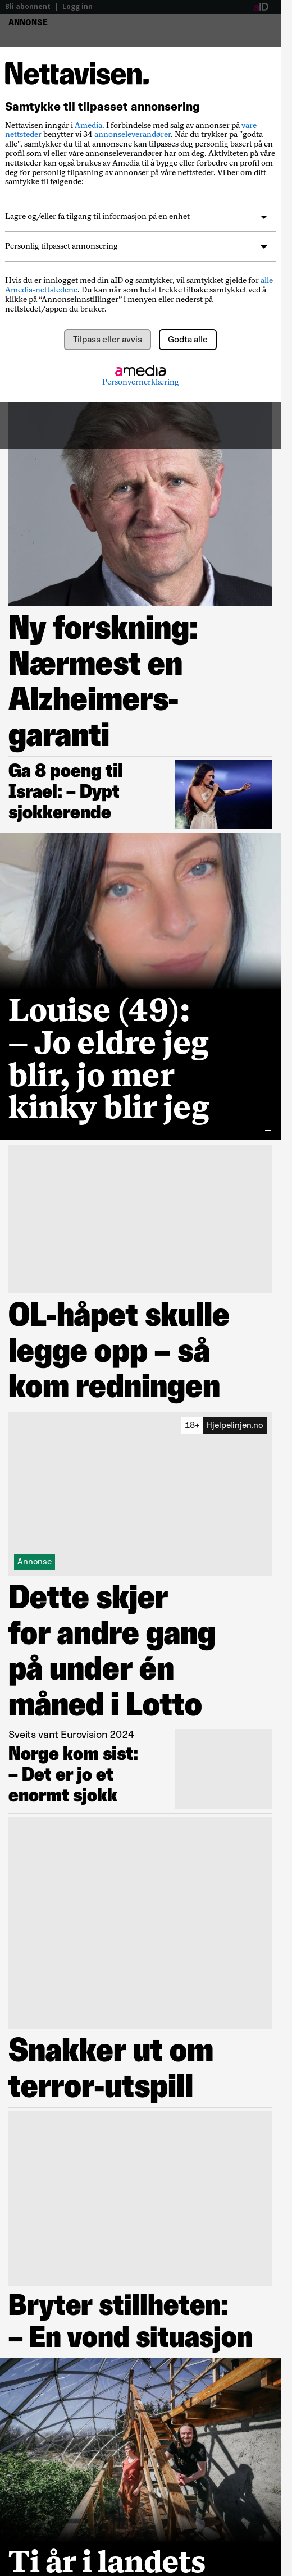 Bli abonnent | Logg inn
aID
ANNONSE
Nettavisen.
Samtykke til tilpasset annonsering
Nettavisen inngår i Amedia. I forbindelse med salg av annonser på våre
nettsteder benytter vi 34 annonseleverandører. Når du trykker på "godta
alle", samtykker du til at annonsene kan tilpasses deg personlig basert på en
profil som vi eller våre annonseleverandører har om deg. Aktiviteten på våre
nettsteder kan også brukes av Amedia til å bygge eller forbedre en profil om
deg for personlig tilpasning av annonser på våre nettsteder. Vi ber om ditt
samtykke til følgende:
Lagre og/eller få tilgang til informasjon på en enhet
Personlig tilpasset annonsering
Hvis du er innlogget med din aID og samtykker, vil samtykket gjelde for alle
Amedia-nettstedene. Du kan når som helst trekke tilbake samtykket ved å
klikke på “Annonseinnstillinger” i menyen eller nederst på
nettstedet/appen du bruker.
Tilpass eller avvis
Godta alle
amedia
Personvernerklæring
Ny forskning:
Nærmest en
Alzheimers-
garanti
Ga 8 poeng til
Israel: – Dypt
sjokkerende
Louise (49):
– Jo eldre jeg
blir, jo mer
kinky blir jeg
+
OL-håpet skulle
legge opp – så
kom redningen
18+ Hjelpelinjen.no
Annonse
Dette skjer
for andre gang
på under én
måned i Lotto
Sveits vant Eurovision 2024
Norge kom sist:
– Det er jo et
enormt sjokk
Snakker ut om
terror-utspill
Bryter stillheten:
– En vond situasjon
Ti år i landets